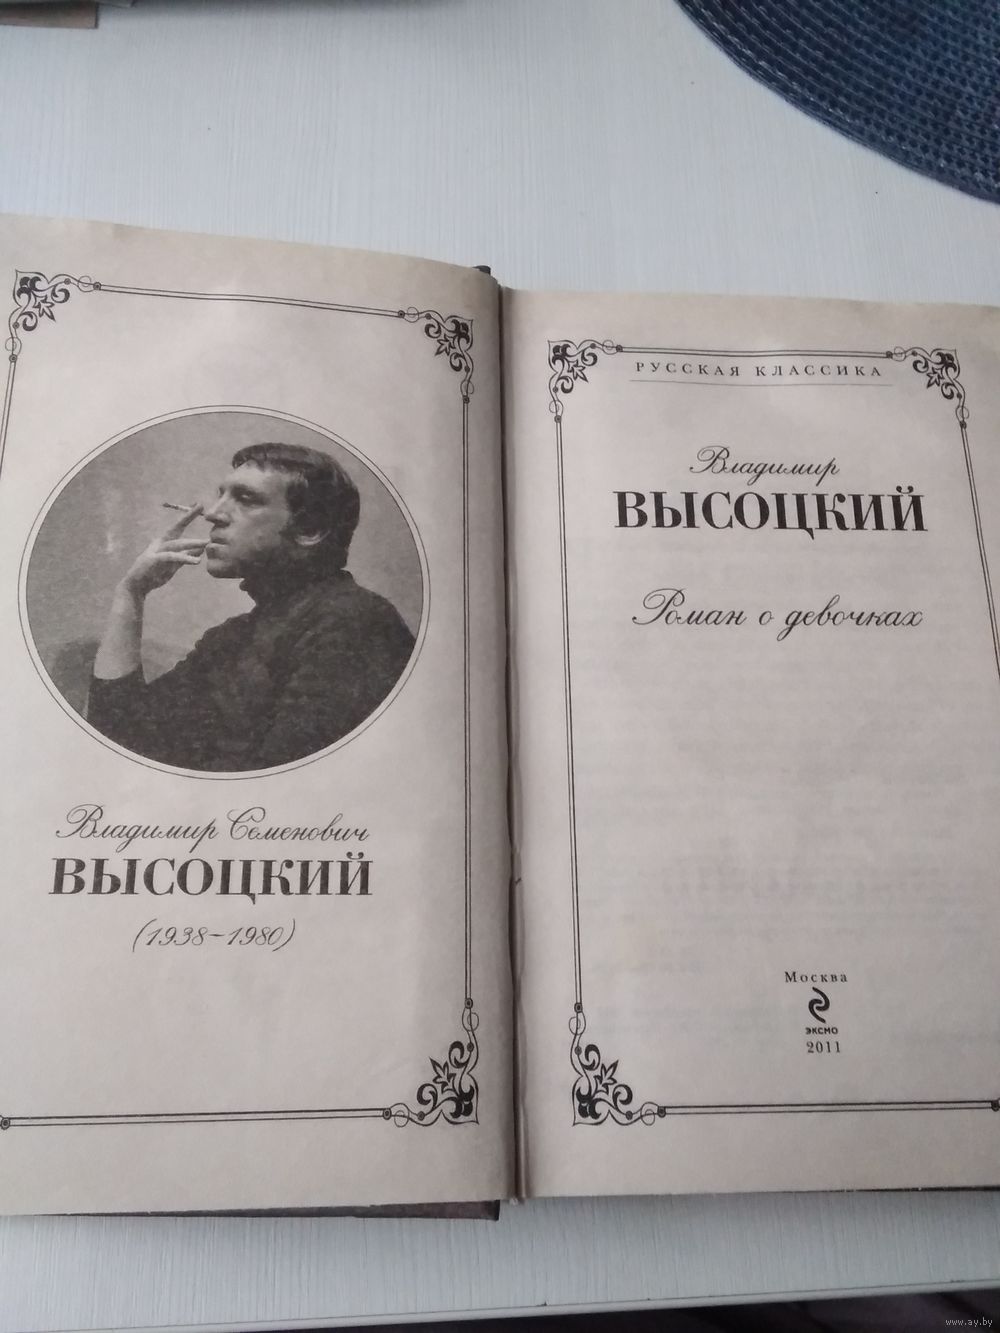 Владимир Семенович
ВЫСОЦКИЙ
(1938–1980)
РУССКАЯ КЛАССИКА
Владимир
ВЫСОЦКИЙ
Роман о девочках
Москва
ЭКСМО
2011
www.ay.by